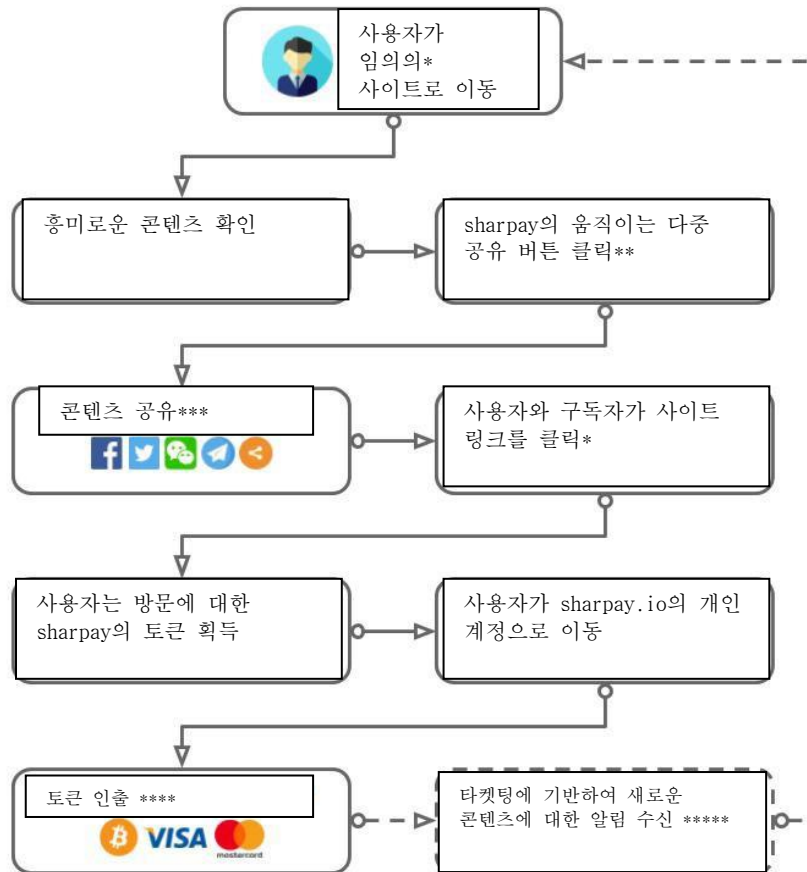 사용자가
임의의*
사이트로 이동
흥미로운 콘텐츠 확인
sharpay의 움직이는 다중
공유 버튼 클릭**
콘텐츠 공유***
사용자와 구독자가 사이트
링크를 클릭*
사용자는 방문에 대한
sharpay의 토큰 획득
사용자가 sharpay.io의 개인
계정으로 이동
토큰 인출 ****
VISA
mastercard
타켓팅에 기반하여 새로운
콘텐츠에 대한 알림 수신 *****